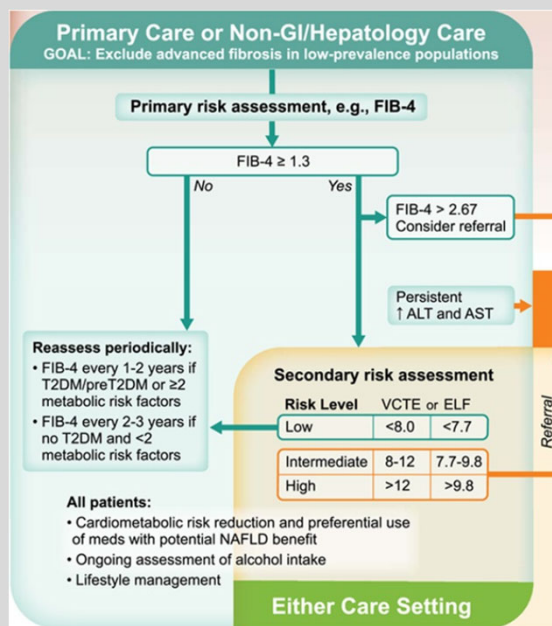 Primary Care or Non-GI/Hepatology Care
GOAL: Exclude advanced fibrosis in low-prevalence populations
Primary risk assessment, e.g., FIB-4
FIB-4 ≥ 1.3
No
Yes
FIB-4 > 2.67
Consider referral
Persistent
↑ ALT and AST
Reassess periodically:
• FIB-4 every 1-2 years if
T2DM/preT2DM or ≥2
metabolic risk factors
• FIB-4 every 2-3 years if
no T2DM and <2
metabolic risk factors
Secondary risk assessment
Risk Level VCTE or ELF
Low <8.0 <7.7
Intermediate 8-12 7.7-9.8
High >12 >9.8
Referral
All patients:
• Cardiometabolic risk reduction and preferential use
of meds with potential NAFLD benefit
• Ongoing assessment of alcohol intake
• Lifestyle management
Either Care Setting